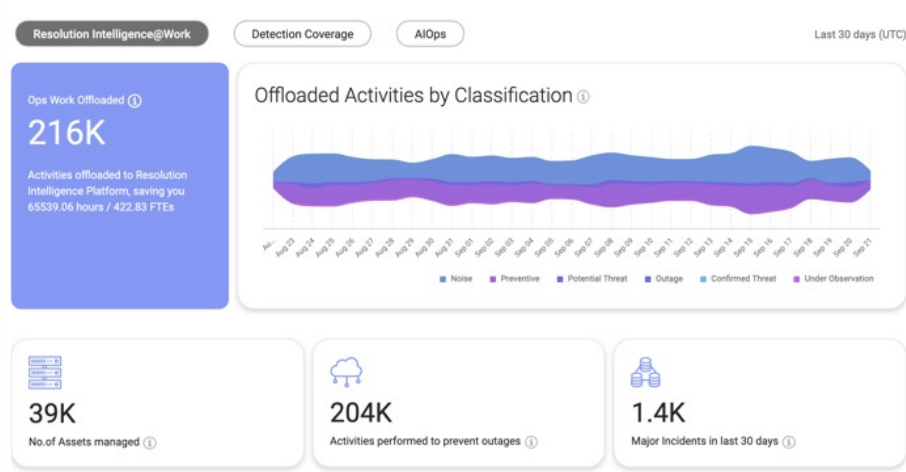 Resolution Intelligence@Work
Detection Coverage
AIOps
Last 30 days (UTC)
Ops Work Offloaded
216K
Activities offloaded to Resolution
Intelligence Platform, saving you
65539.06 hours / 422.83 FTEs
Offloaded Activities by Classification
Au...
Aug 23
Aug 24
Aug 25
Aug 26
Aug 27
Aug 28
Aug 29
Aug 30
Aug 31
Sep 01
Sep 02
Sep 03
Sep 04
Sep 05
Sep 06
Sep 07
Sep 08
Sep 09
Sep 10
Sep 11
Sep 12
Sep 13
Sep 14
Sep 15
Sep 16
Sep 17
Sep 18
Sep 19
Sep 20
Sep 21
Noise
Preventive
Potential Threat
Outage
Confirmed Threat
Under Observation
39K
No.of Assets managed
204K
Activities performed to prevent outages
1.4K
Major Incidents in last 30 days